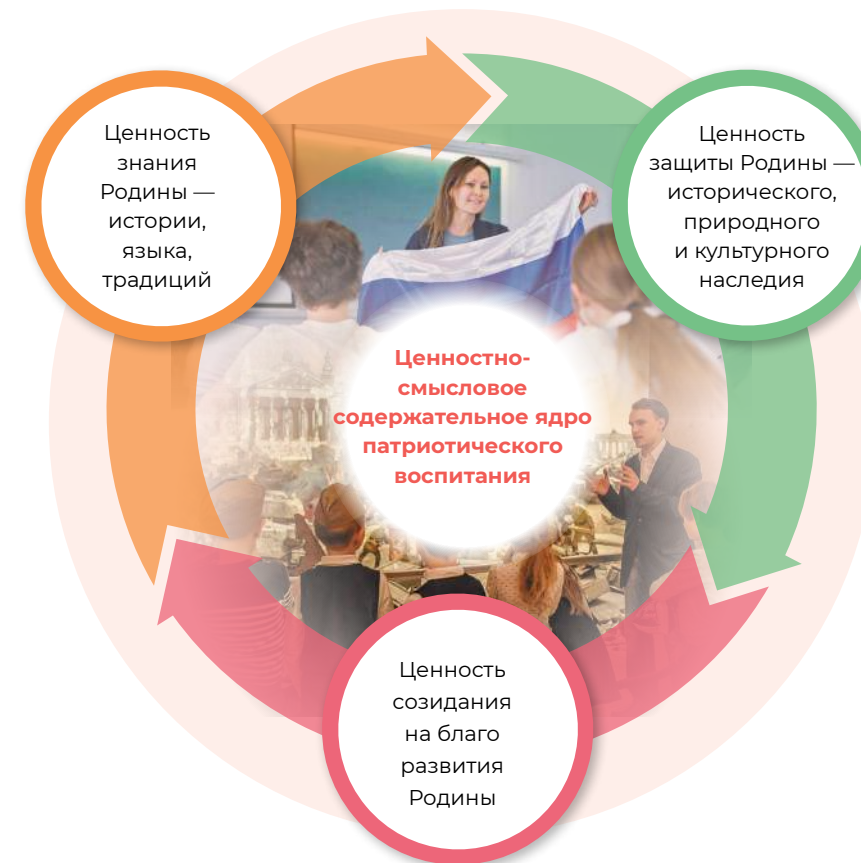 Ценность
знания
Родины —
истории,
языка,
традиций
Ценность
защиты Родины —
исторического,
природного
и культурного
наследия
Ценностно-
смысловое
содержательное ядро
патриотического
воспитания
Ценность
созидания
на благо
развития
Родины